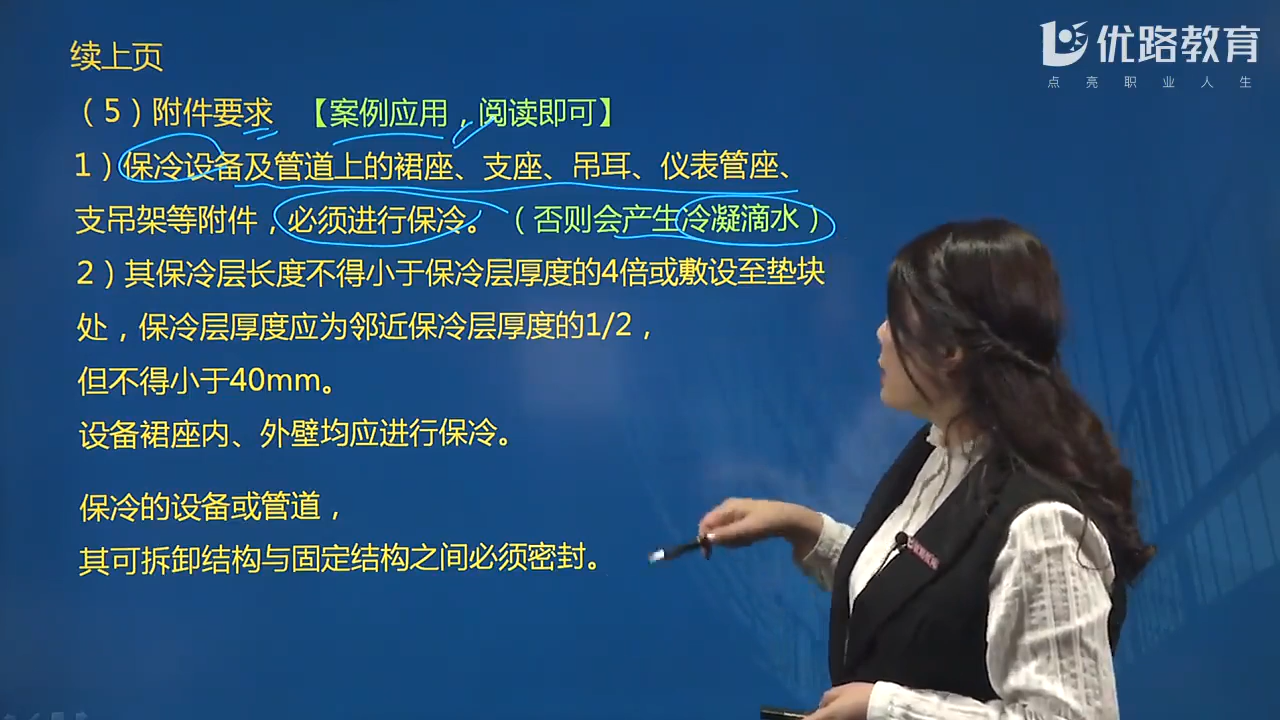 优路教育
点亮职业人生
续上页
（5）附件要求 【案例应用，阅读即可】
1）保冷设备及管道上的裙座、支座、吊耳、仪表管座、
支吊架等附件，必须进行保冷。（否则会产生冷凝滴水）
2）其保冷层长度不得小于保冷层厚度的4倍或敷设至垫块
处，保冷层厚度应为邻近保冷层厚度的1/2，
但不得小于40mm。
设备裙座内、外壁均应进行保冷。
保冷的设备或管道，
其可拆卸结构与固定结构之间必须密封。